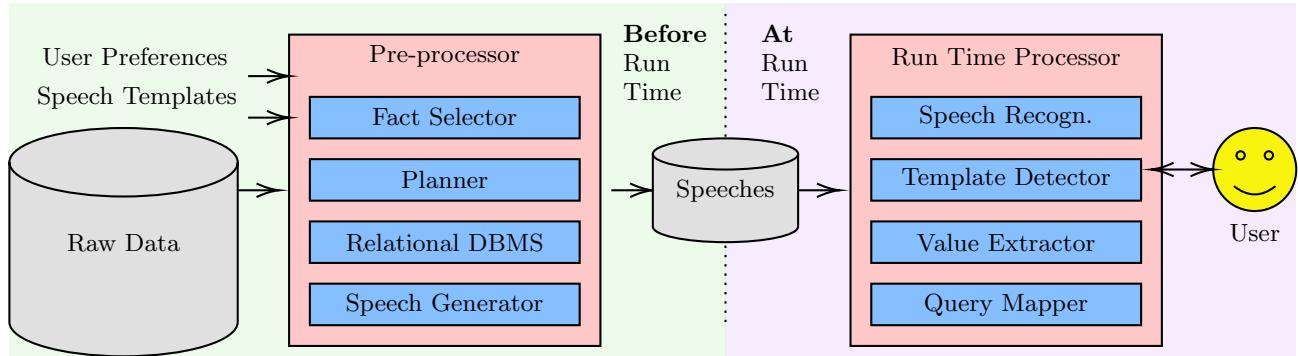 User Preferences
Speech Templates
Raw Data
Pre-processor
Fact Selector
Planner
Relational DBMS
Speech Generator
Before
Run
Time
At
Run
Time
Speeches
Run Time Processor
Speech Recogn.
Template Detector
Value Extractor
Query Mapper
User